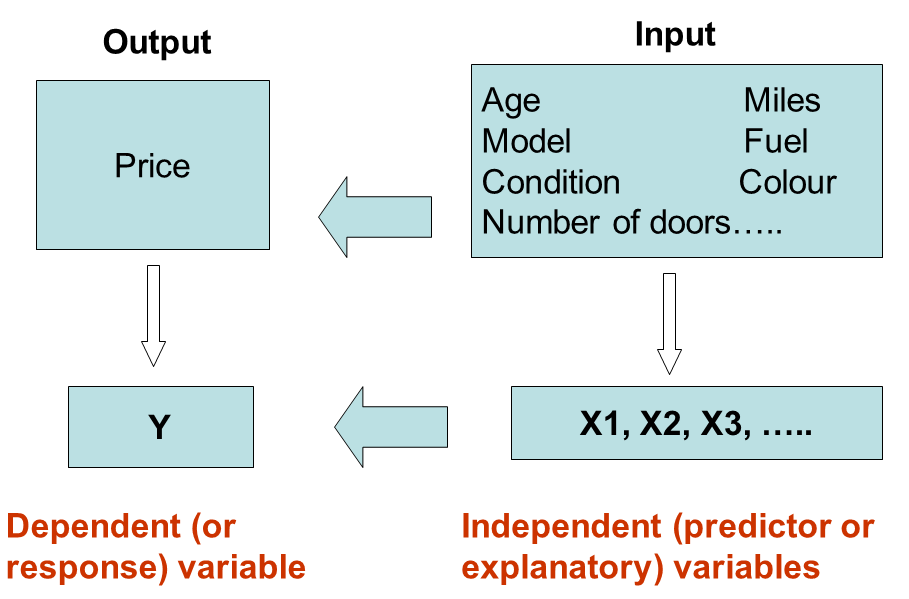 Output
Input
Price
Age Miles
Model Fuel
Condition Colour
Number of doors…..
Y
X1, X2, X3, …..
Dependent (or
response) variable
Independent (predictor or
explanatory) variables